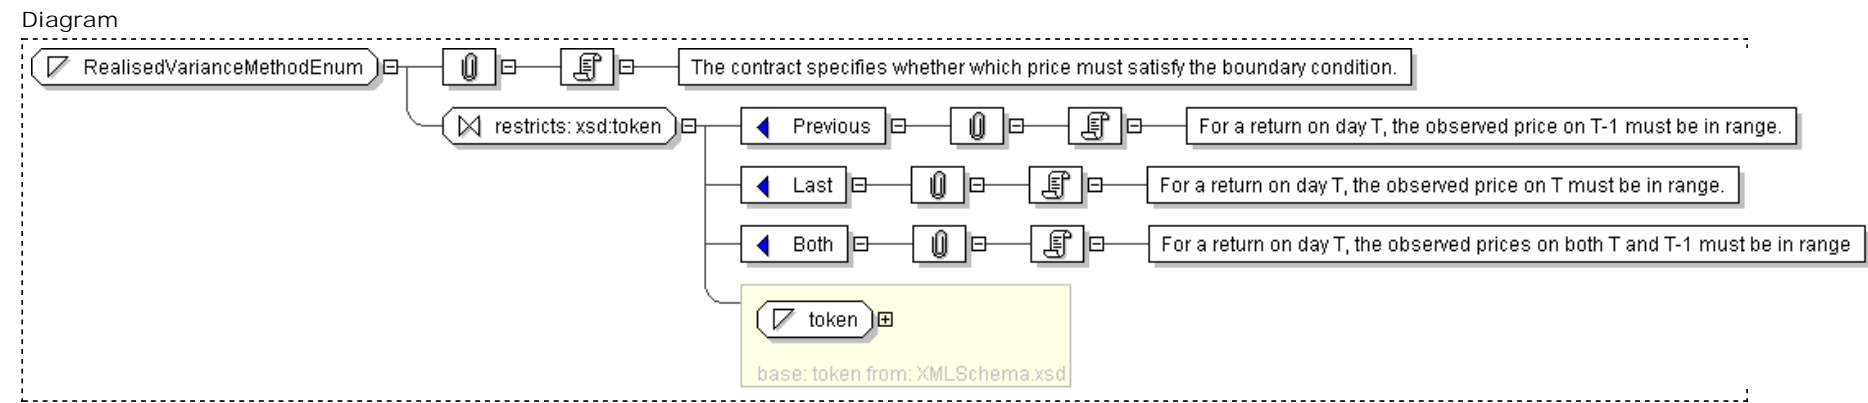 Diagram
RealisedVarianceMethodEnum
The contract specifies whether which price must satisfy the boundary condition.
restricts: xsd:token
Previous
For a return on day T, the observed price on T-1 must be in range.
Last
For a return on day T, the observed price on T must be in range.
Both
For a return on day T, the observed prices on both T and T-1 must be in range
token
base: token from: XMLSchema.xsd